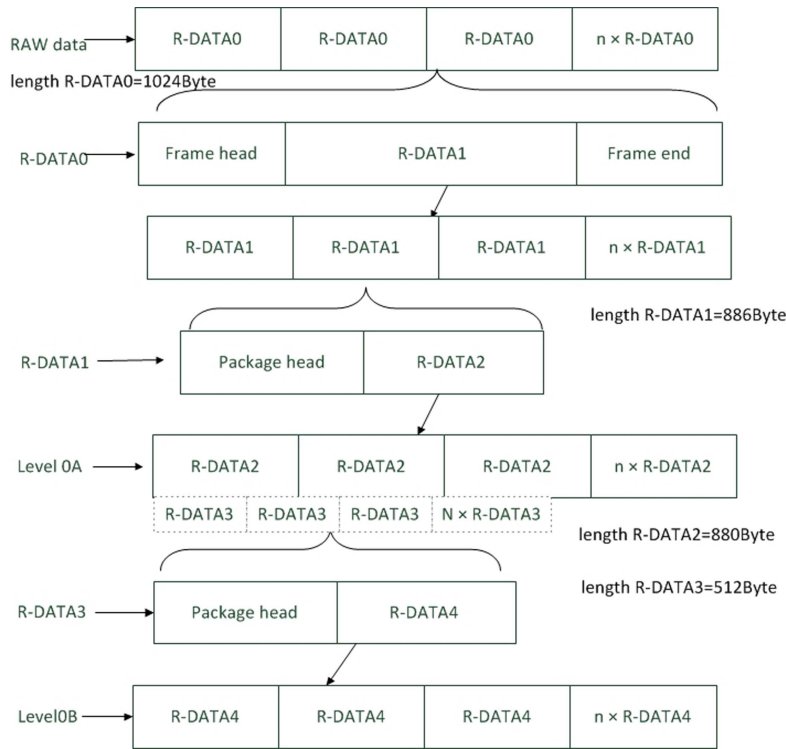 RAW data R-DATA0 R-DATA0 R-DATA0 n × R-DATA0
length R-DATA0=1024Byte
R-DATA0 Frame head R-DATA1 Frame end
R-DATA1 R-DATA1 R-DATA1 n × R-DATA1
length R-DATA1=886Byte
R-DATA1 Package head R-DATA2
Level 0A R-DATA2 R-DATA2 R-DATA2 n × R-DATA2
R-DATA3 R-DATA3 R-DATA3 N × R-DATA3
length R-DATA2=880Byte
length R-DATA3=512Byte
R-DATA3 Package head R-DATA4
Level0B R-DATA4 R-DATA4 R-DATA4 n × R-DATA4